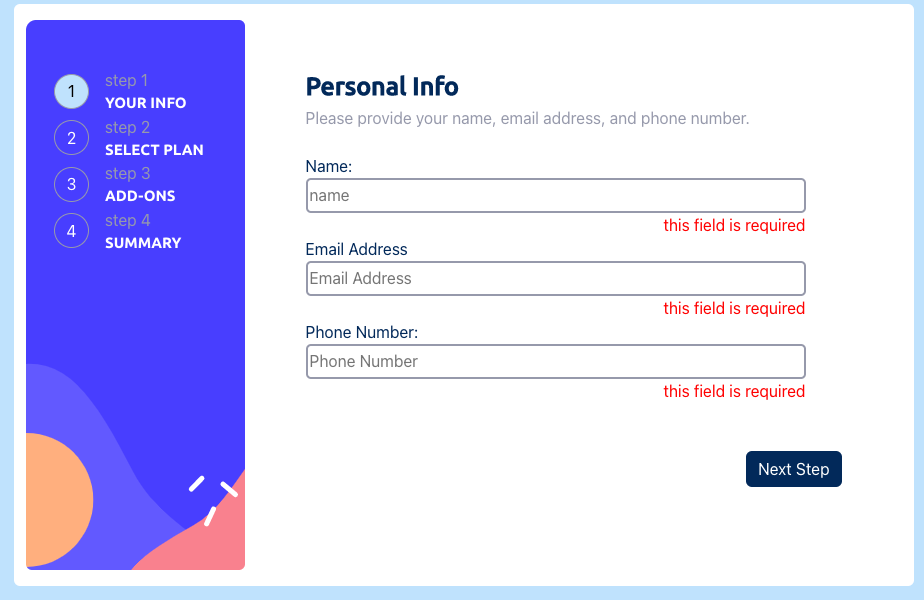 1
step 1
YOUR INFO
2
step 2
SELECT PLAN
3
step 3
ADD-ONS
4
step 4
SUMMARY
Personal Info
Please provide your name, email address, and phone number.
Name:
name
this field is required
Email Address
Email Address
this field is required
Phone Number:
Phone Number
this field is required
Next Step